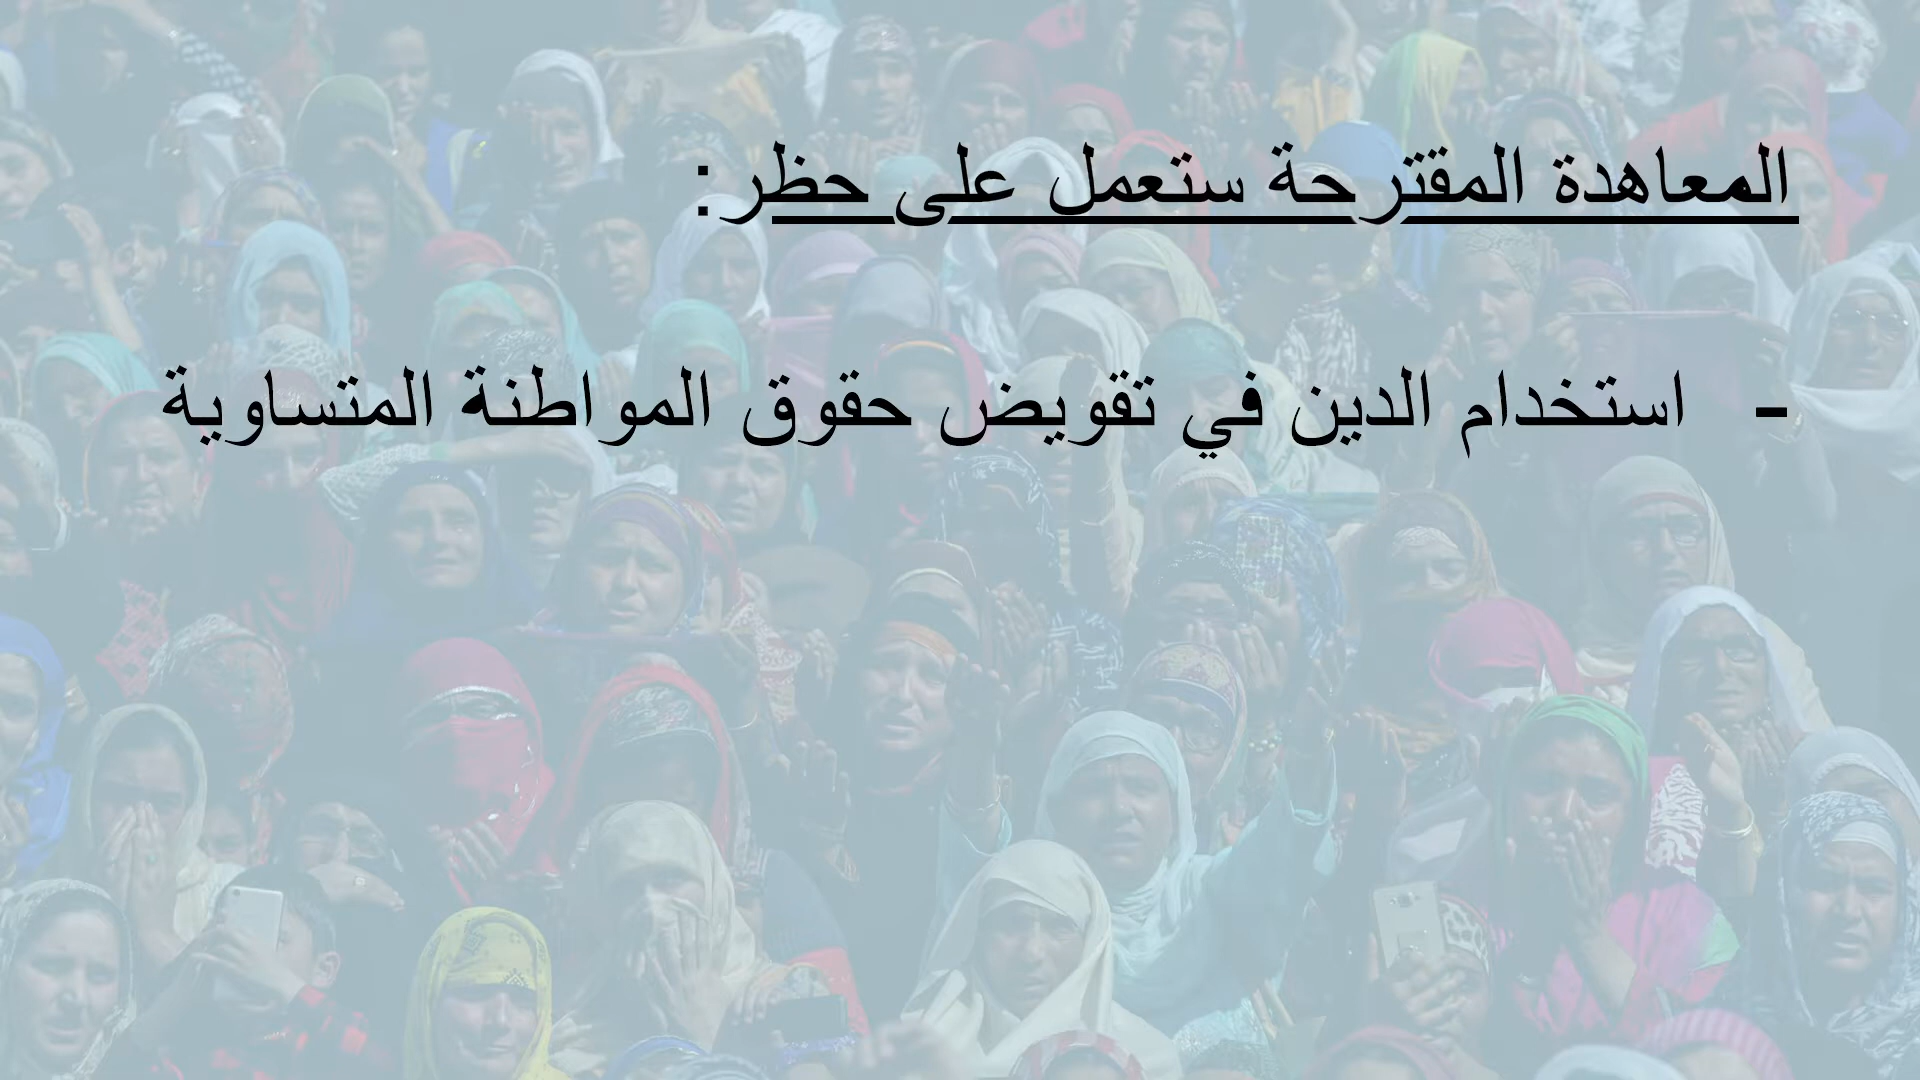 المعاهدة المقترحة ستعمل على حظر:
- استخدام الدين في تقويض حقوق المواطنة المتساوية